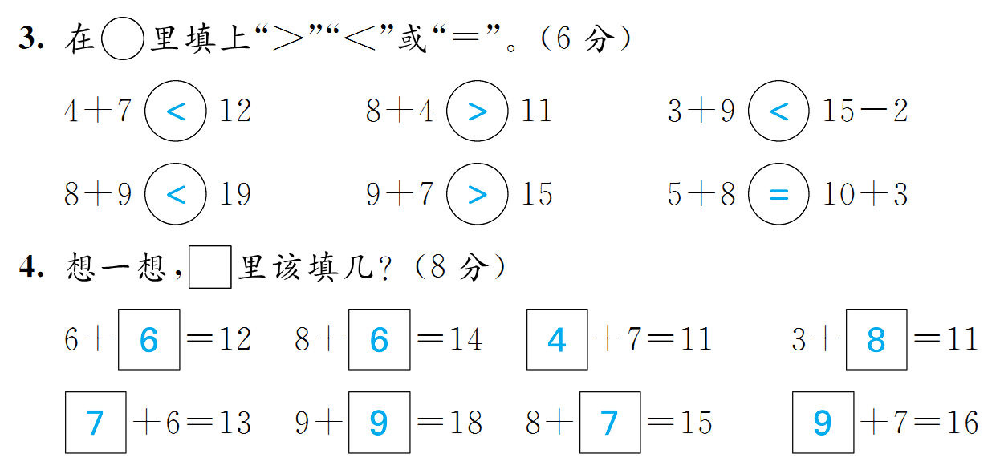 3. 在○里填上“＞”“＜”或“＝”。（6 分）
4＋7 < 12 8＋4 > 11 3＋9 < 15－2
8＋9 < 19 9＋7 > 15 5＋8 = 10＋3
4. 想一想，□里该填几？（8 分）
6＋6＝12 8＋6＝14 4＋7＝11 3＋8＝11
7＋6＝13 9＋9＝18 8＋7＝15 9＋7＝16